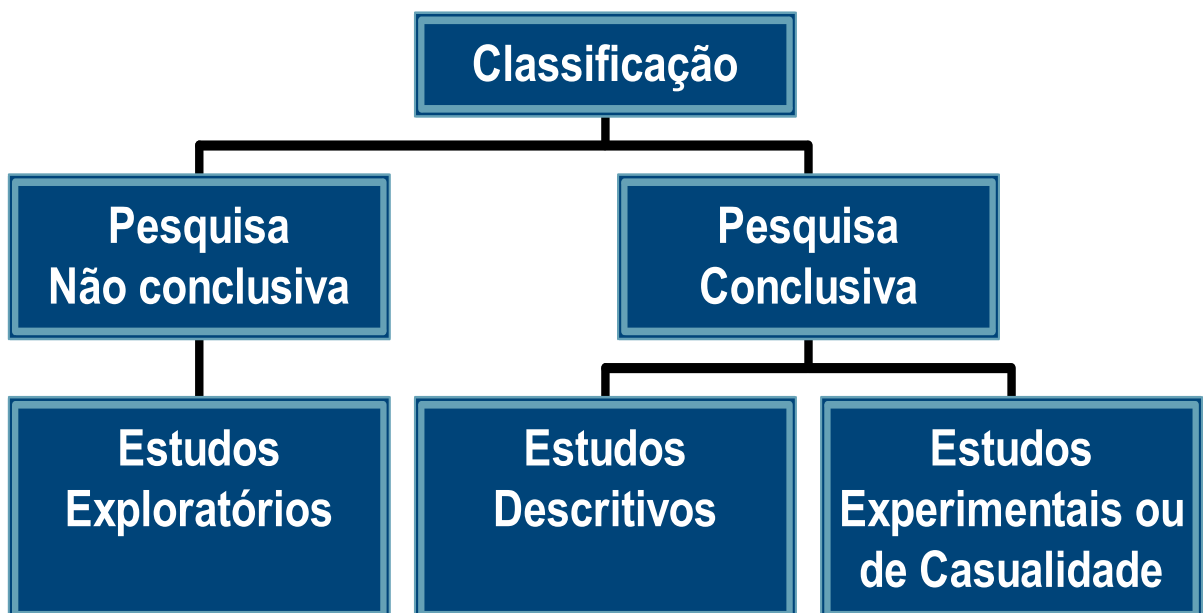 Classificação
Pesquisa
Não conclusiva
Pesquisa
Conclusiva
Estudos
Exploratórios
Estudos
Descritivos
Estudos
Experimentais ou
de Casualidade